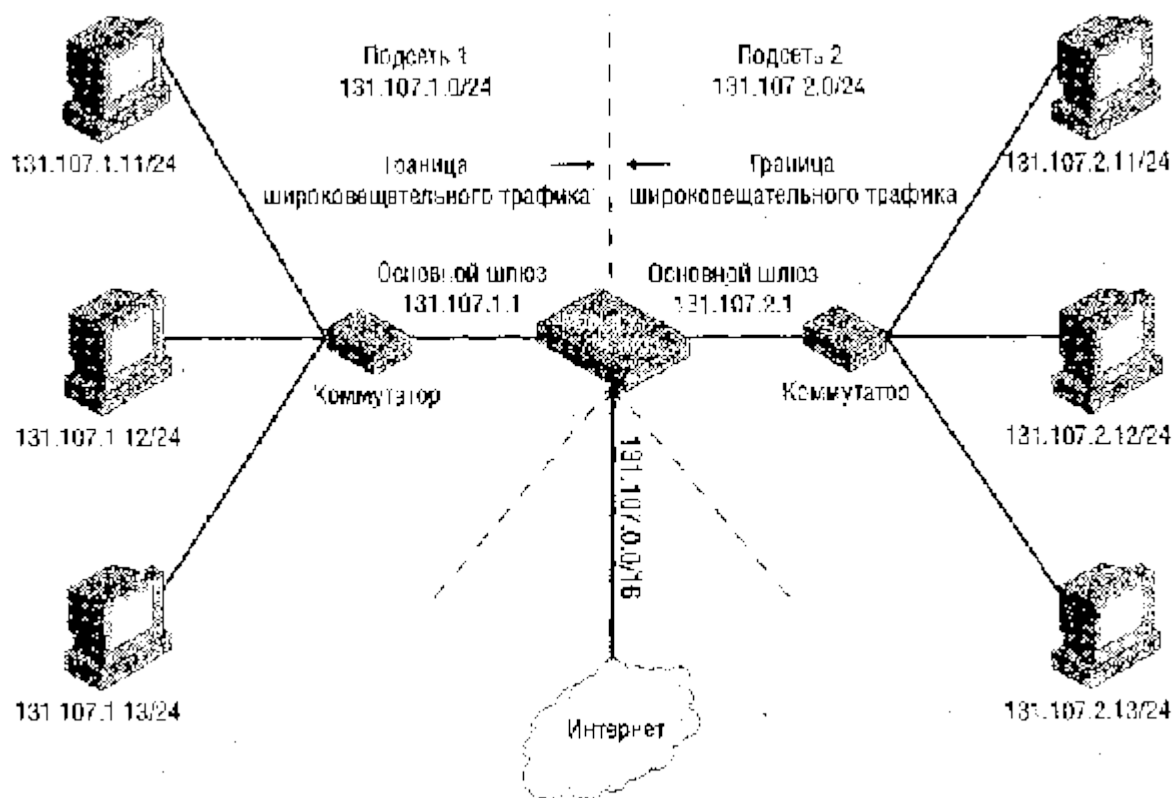 Подсеть 1
131.107.1.0/24
Подсеть 2
131.107 2.0/24
131.107.1.11/24
131.107.2.11/24
Граница
широковещательного трафика
Граница
широковещательного трафика
Основной шлюз
131.107.1.1
Основной шлюз
131.107.2.1
Коммутатор
Коммутатор
131.107.1 12/24
131.107.2.12/24
131.107.0.0/16
131 107.1 13/24
131.107.2.13/24
Интернет